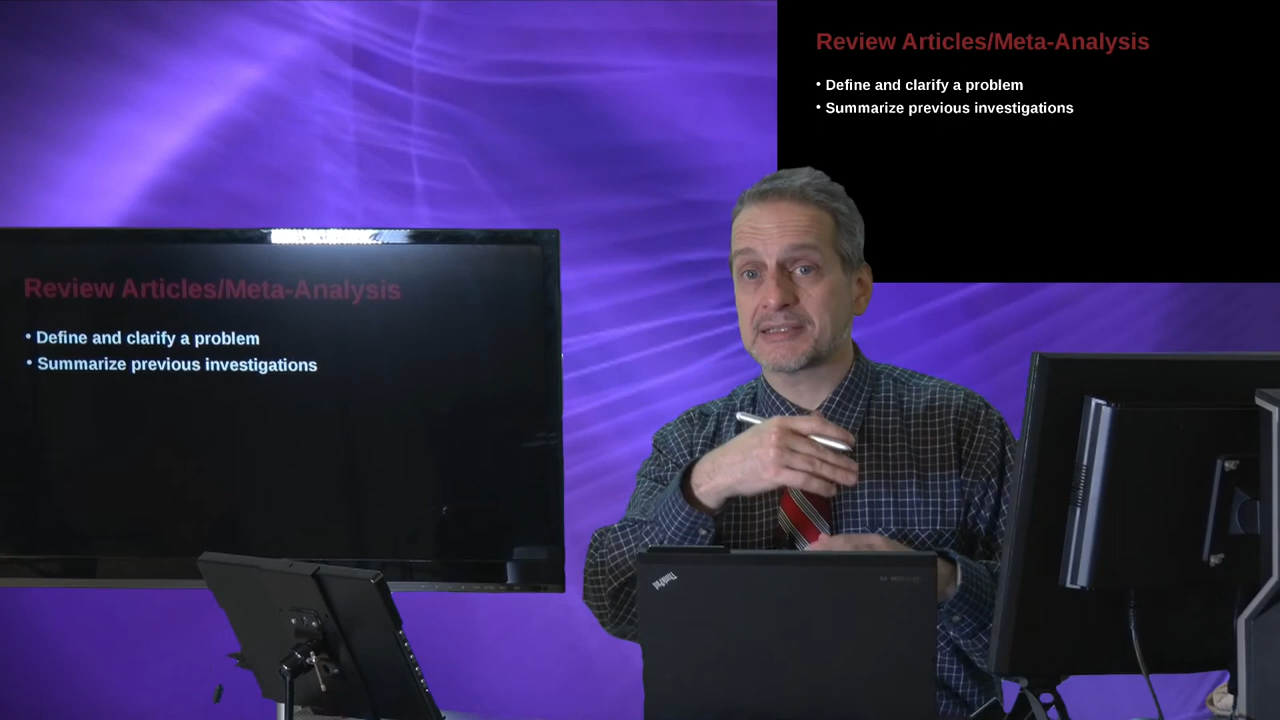 Review Articles/Meta-Analysis
• Define and clarify a problem
• Summarize previous investigations
Review Articles/Meta-Analysis
• Define and clarify a problem
• Summarize previous investigations
ThinkPad